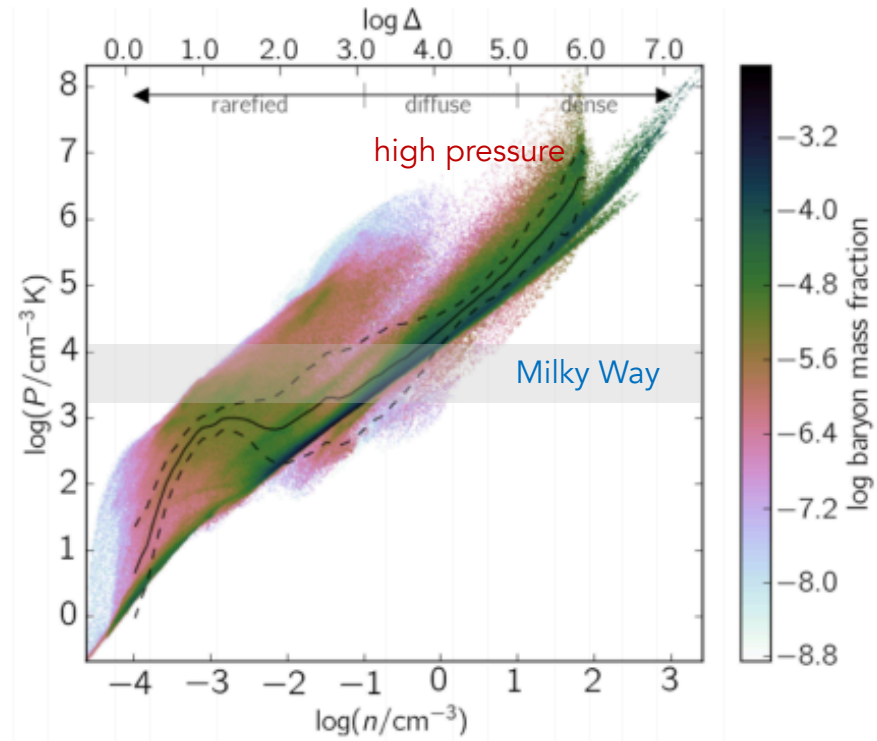 log Δ
0.0 1.0 2.0 3.0 4.0 5.0 6.0 7.0
rarefied diffuse dense
high pressure
Milky Way
8
7
6
5
4
3
2
1
0
log(P/cm⁻³ K)
−4 −3 −2 −1 0 1 2 3
log(n/cm⁻³)
−3.2
−4.0
−4.8
−5.6
−6.4
−7.2
−8.0
−8.8
log baryon mass fraction